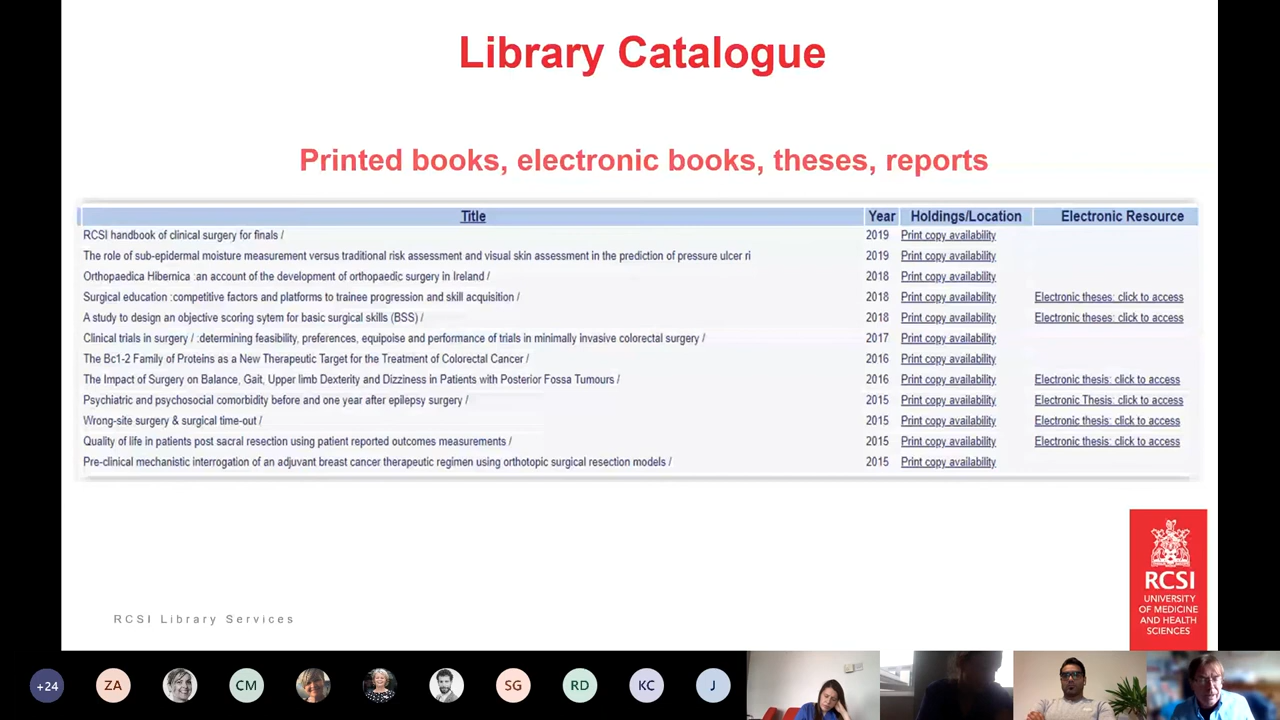 Library Catalogue
Printed books, electronic books, theses, reports
Title Year Holdings/Location Electronic Resource
RCSI handbook of clinical surgery for finals / 2019 Print copy availability
The role of sub-epidermal moisture measurement versus traditional risk assessment and visual skin assessment in the prediction of pressure ulcer ri 2019 Print copy availability
Orthopaedica Hibernica :an account of the development of orthopaedic surgery in Ireland / 2018 Print copy availability
Surgical education :competitive factors and platforms to trainee progression and skill acquisition / 2018 Print copy availability Electronic theses: click to access
A study to design an objective scoring sytem for basic surgical skills (BSS) / 2018 Print copy availability Electronic theses: click to access
Clinical trials in surgery / :determining feasibility, preferences, equipoise and performance of trials in minimally invasive colorectal surgery / 2017 Print copy availability
The Bc1-2 Family of Proteins as a New Therapeutic Target for the Treatment of Colorectal Cancer / 2016 Print copy availability
The Impact of Surgery on Balance, Gait, Upper limb Dexterity and Dizziness in Patients with Posterior Fossa Tumours / 2016 Print copy availability Electronic thesis: click to access
Psychiatric and psychosocial comorbidity before and one year after epilepsy surgery / 2015 Print copy availability Electronic Thesis: click to access
Wrong-site surgery & surgical time-out / 2015 Print copy availability Electronic thesis: click to access
Quality of life in patients post sacral resection using patient reported outcomes measurements / 2015 Print copy availability Electronic thesis: click to access
Pre-clinical mechanistic interrogation of an adjuvant breast cancer therapeutic regimen using orthotopic surgical resection models / 2015 Print copy availability
RCSI
UNIVERSITY
OF MEDICINE
AND HEALTH
SCIENCES
RCSI Library Services
+24 ZA CM SG RD KC J